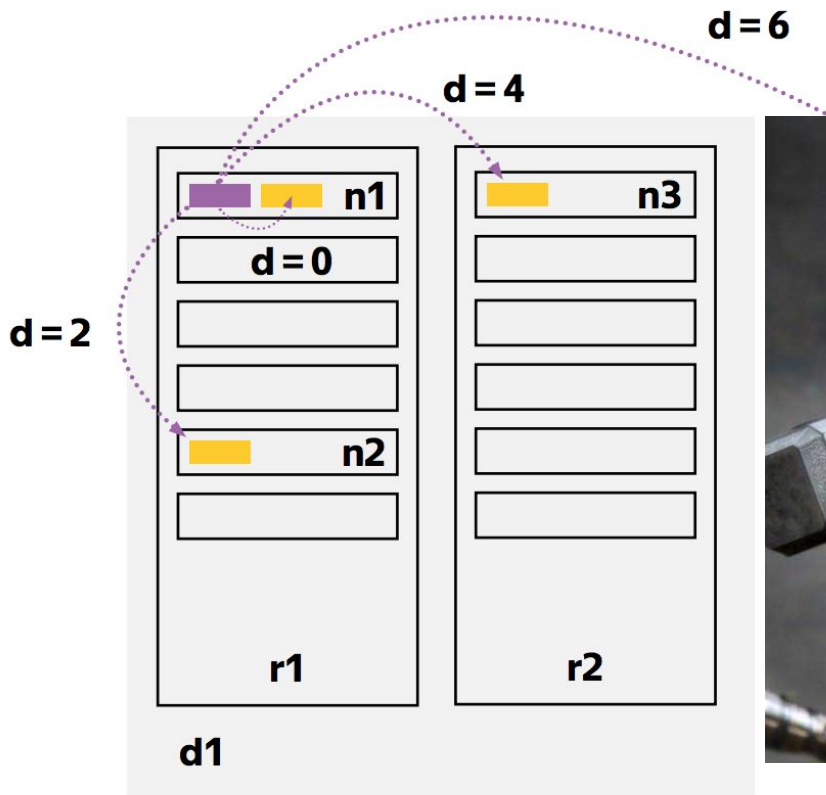 d = 6
d = 4
n1
n3
d = 0
d = 2
n2
r1
r2
d1